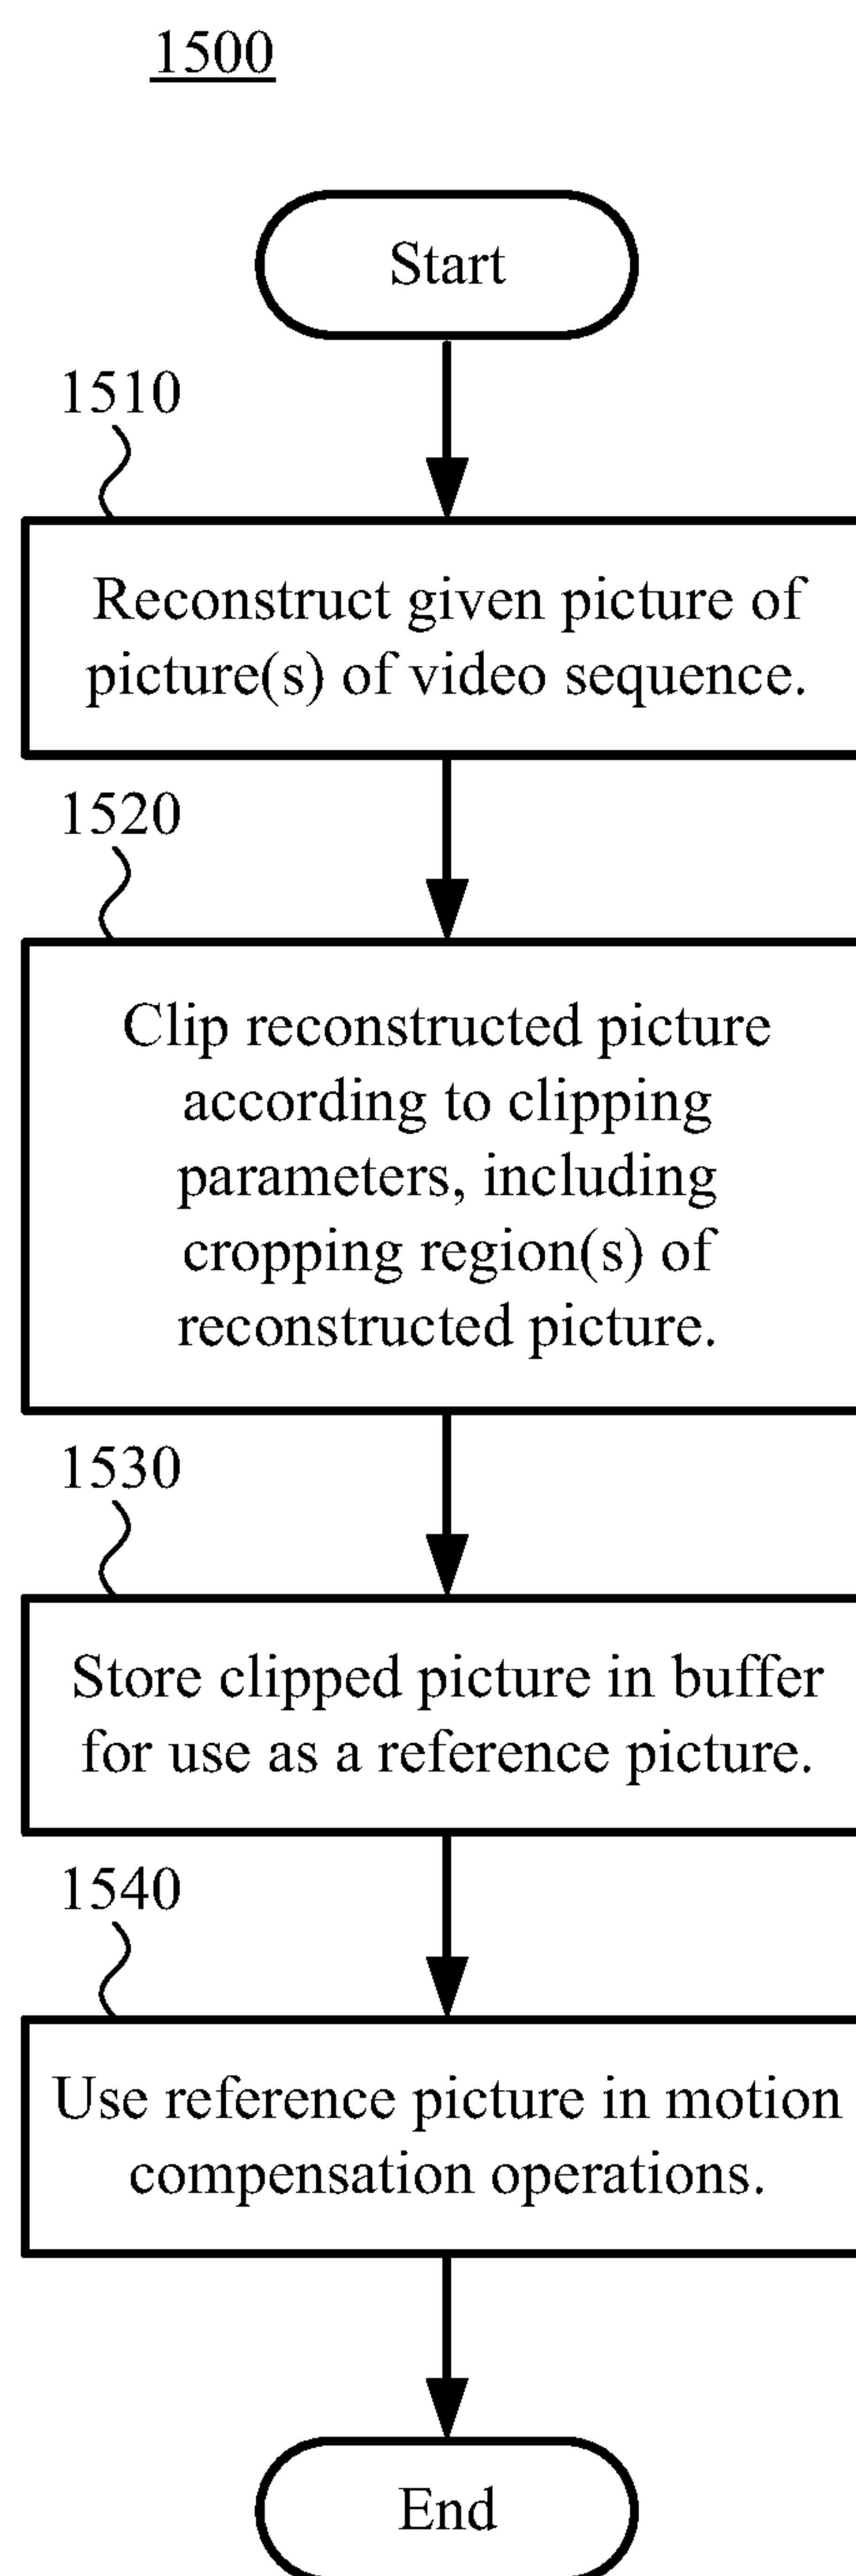 1500
Start
1510
Reconstruct given picture of
picture(s) of video sequence.
1520
Clip reconstructed picture
according to clipping
parameters, including
cropping region(s) of
reconstructed picture.
1530
Store clipped picture in buffer
for use as a reference picture.
1540
Use reference picture in motion
compensation operations.
End